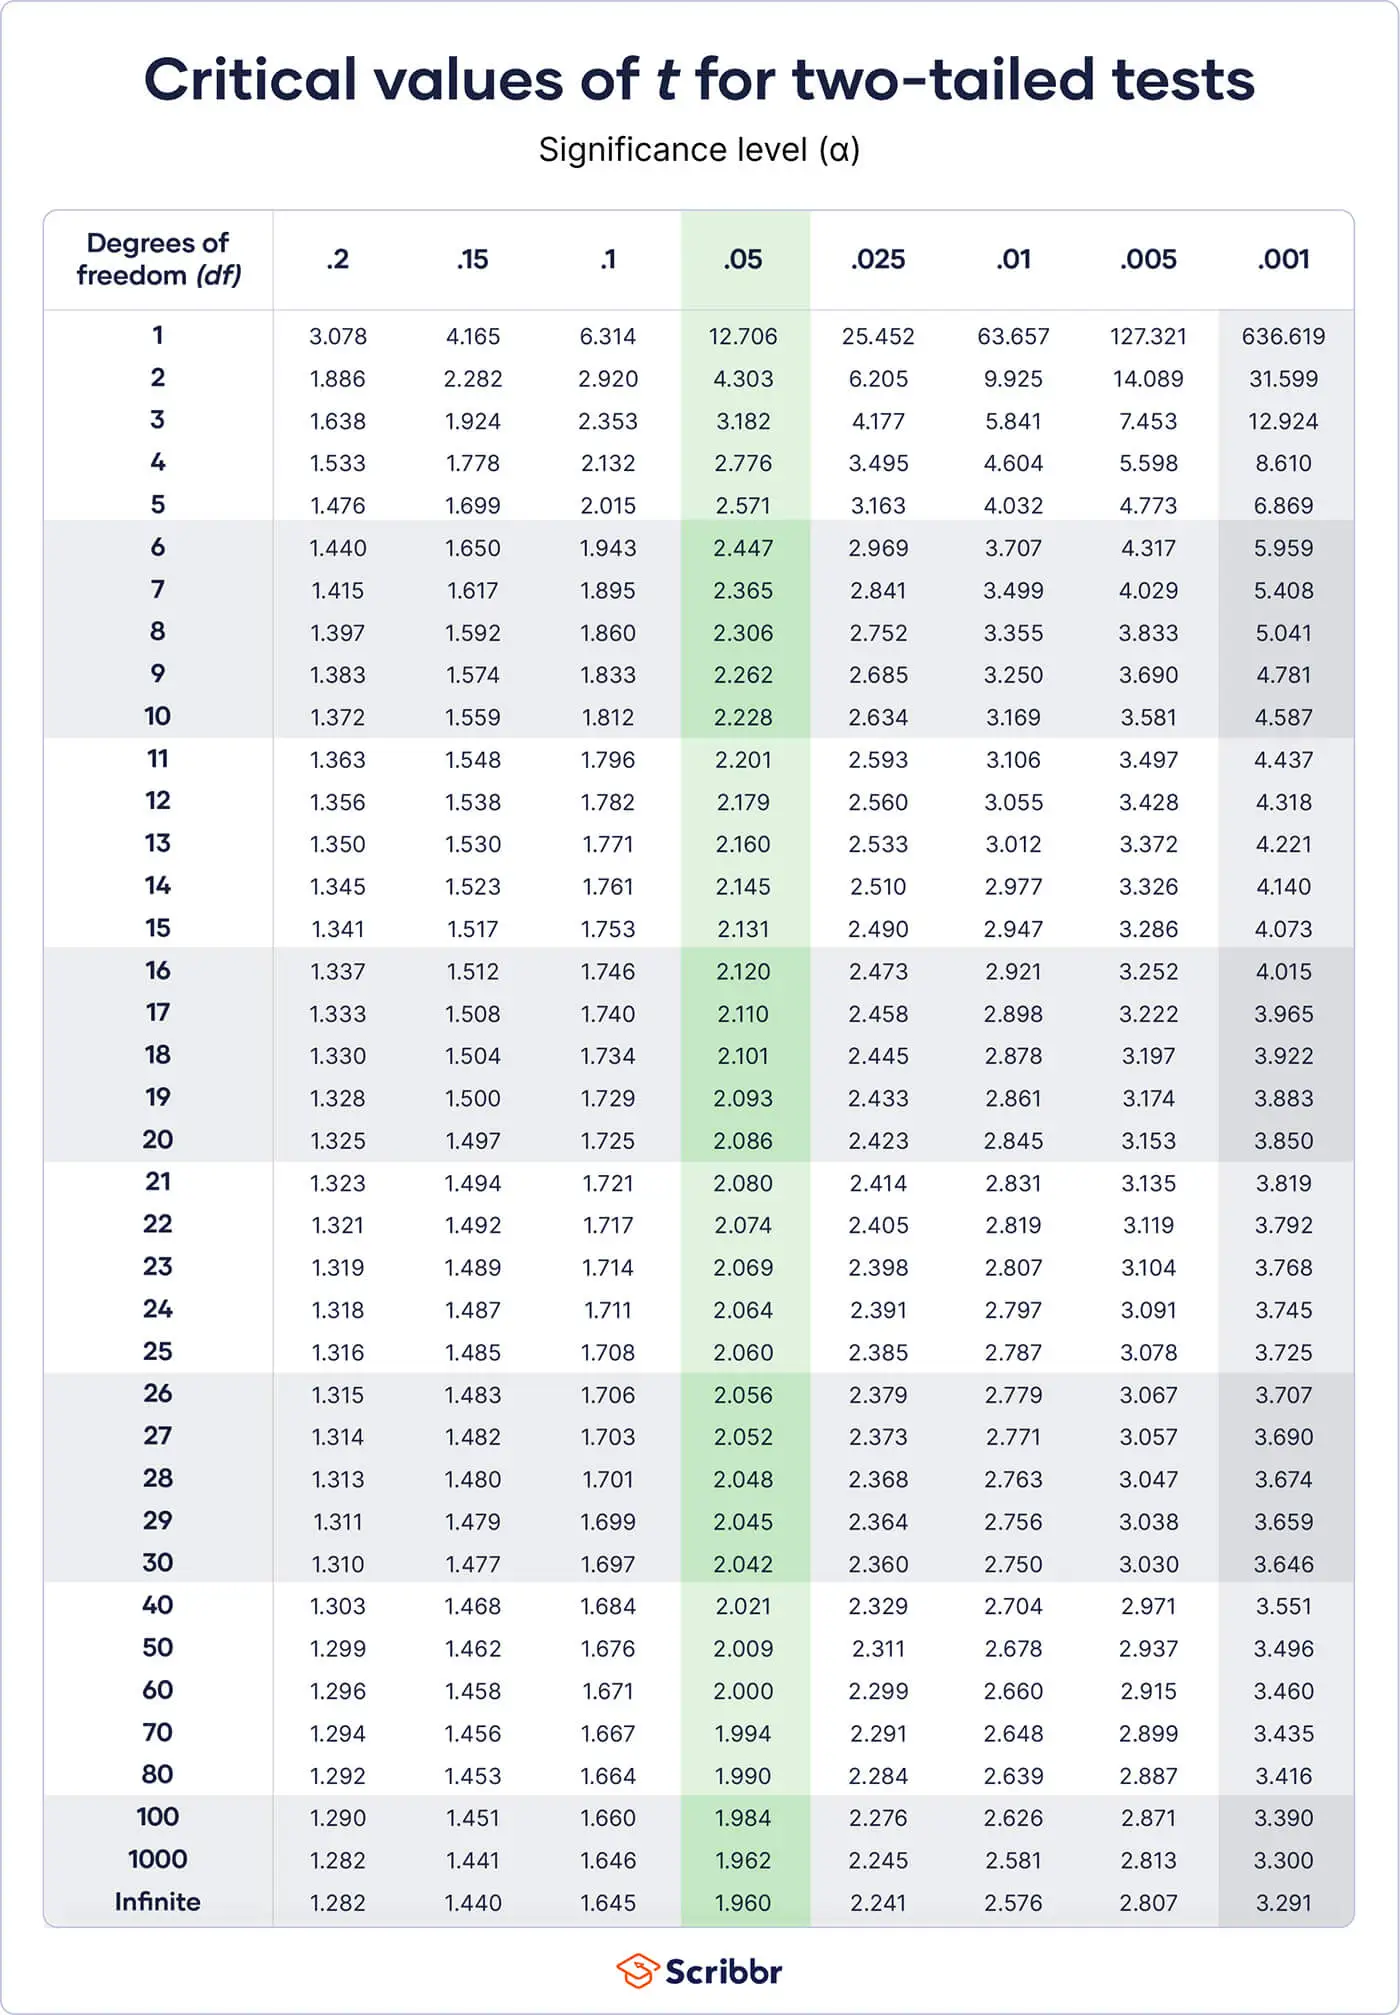 Critical values of t for two-tailed tests
Significance level (α)
Degrees of freedom (df) .2 .15 .1 .05 .025 .01 .005 .001
1 3.078 4.165 6.314 12.706 25.452 63.657 127.321 636.619
2 1.886 2.282 2.920 4.303 6.205 9.925 14.089 31.599
3 1.638 1.924 2.353 3.182 4.177 5.841 7.453 12.924
4 1.533 1.778 2.132 2.776 3.495 4.604 5.598 8.610
5 1.476 1.699 2.015 2.571 3.163 4.032 4.773 6.869
6 1.440 1.650 1.943 2.447 2.969 3.707 4.317 5.959
7 1.415 1.617 1.895 2.365 2.841 3.499 4.029 5.408
8 1.397 1.592 1.860 2.306 2.752 3.355 3.833 5.041
9 1.383 1.574 1.833 2.262 2.685 3.250 3.690 4.781
10 1.372 1.559 1.812 2.228 2.634 3.169 3.581 4.587
11 1.363 1.548 1.796 2.201 2.593 3.106 3.497 4.437
12 1.356 1.538 1.782 2.179 2.560 3.055 3.428 4.318
13 1.350 1.530 1.771 2.160 2.533 3.012 3.372 4.221
14 1.345 1.523 1.761 2.145 2.510 2.977 3.326 4.140
15 1.341 1.517 1.753 2.131 2.490 2.947 3.286 4.073
16 1.337 1.512 1.746 2.120 2.473 2.921 3.252 4.015
17 1.333 1.508 1.740 2.110 2.458 2.898 3.222 3.965
18 1.330 1.504 1.734 2.101 2.445 2.878 3.197 3.922
19 1.328 1.500 1.729 2.093 2.433 2.861 3.174 3.883
20 1.325 1.497 1.725 2.086 2.423 2.845 3.153 3.850
21 1.323 1.494 1.721 2.080 2.414 2.831 3.135 3.819
22 1.321 1.492 1.717 2.074 2.405 2.819 3.119 3.792
23 1.319 1.489 1.714 2.069 2.398 2.807 3.104 3.768
24 1.318 1.487 1.711 2.064 2.391 2.797 3.091 3.745
25 1.316 1.485 1.708 2.060 2.385 2.787 3.078 3.725
26 1.315 1.483 1.706 2.056 2.379 2.779 3.067 3.707
27 1.314 1.482 1.703 2.052 2.373 2.771 3.057 3.690
28 1.313 1.480 1.701 2.048 2.368 2.763 3.047 3.674
29 1.311 1.479 1.699 2.045 2.364 2.756 3.038 3.659
30 1.310 1.477 1.697 2.042 2.360 2.750 3.030 3.646
40 1.303 1.468 1.684 2.021 2.329 2.704 2.971 3.551
50 1.299 1.462 1.676 2.009 2.311 2.678 2.937 3.496
60 1.296 1.458 1.671 2.000 2.299 2.660 2.915 3.460
70 1.294 1.456 1.667 1.994 2.291 2.648 2.899 3.435
80 1.292 1.453 1.664 1.990 2.284 2.639 2.887 3.416
100 1.290 1.451 1.660 1.984 2.276 2.626 2.871 3.390
1000 1.282 1.441 1.646 1.962 2.245 2.581 2.813 3.300
Infinite 1.282 1.440 1.645 1.960 2.241 2.576 2.807 3.291
Scribbr